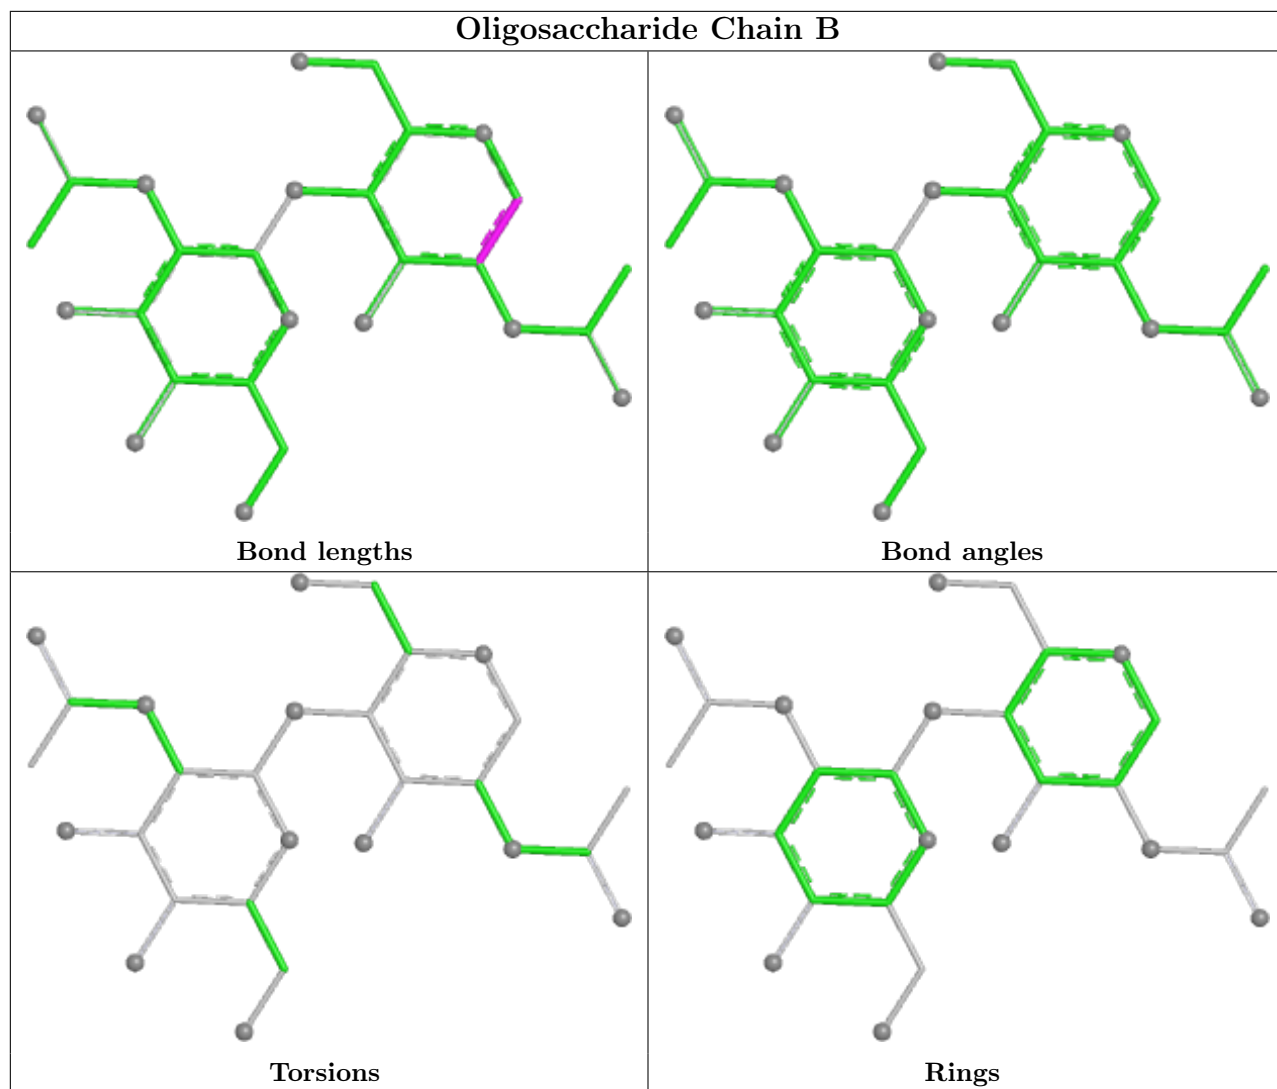 Oligosaccharide Chain B
Bond lengths
Bond angles
Torsions
Rings